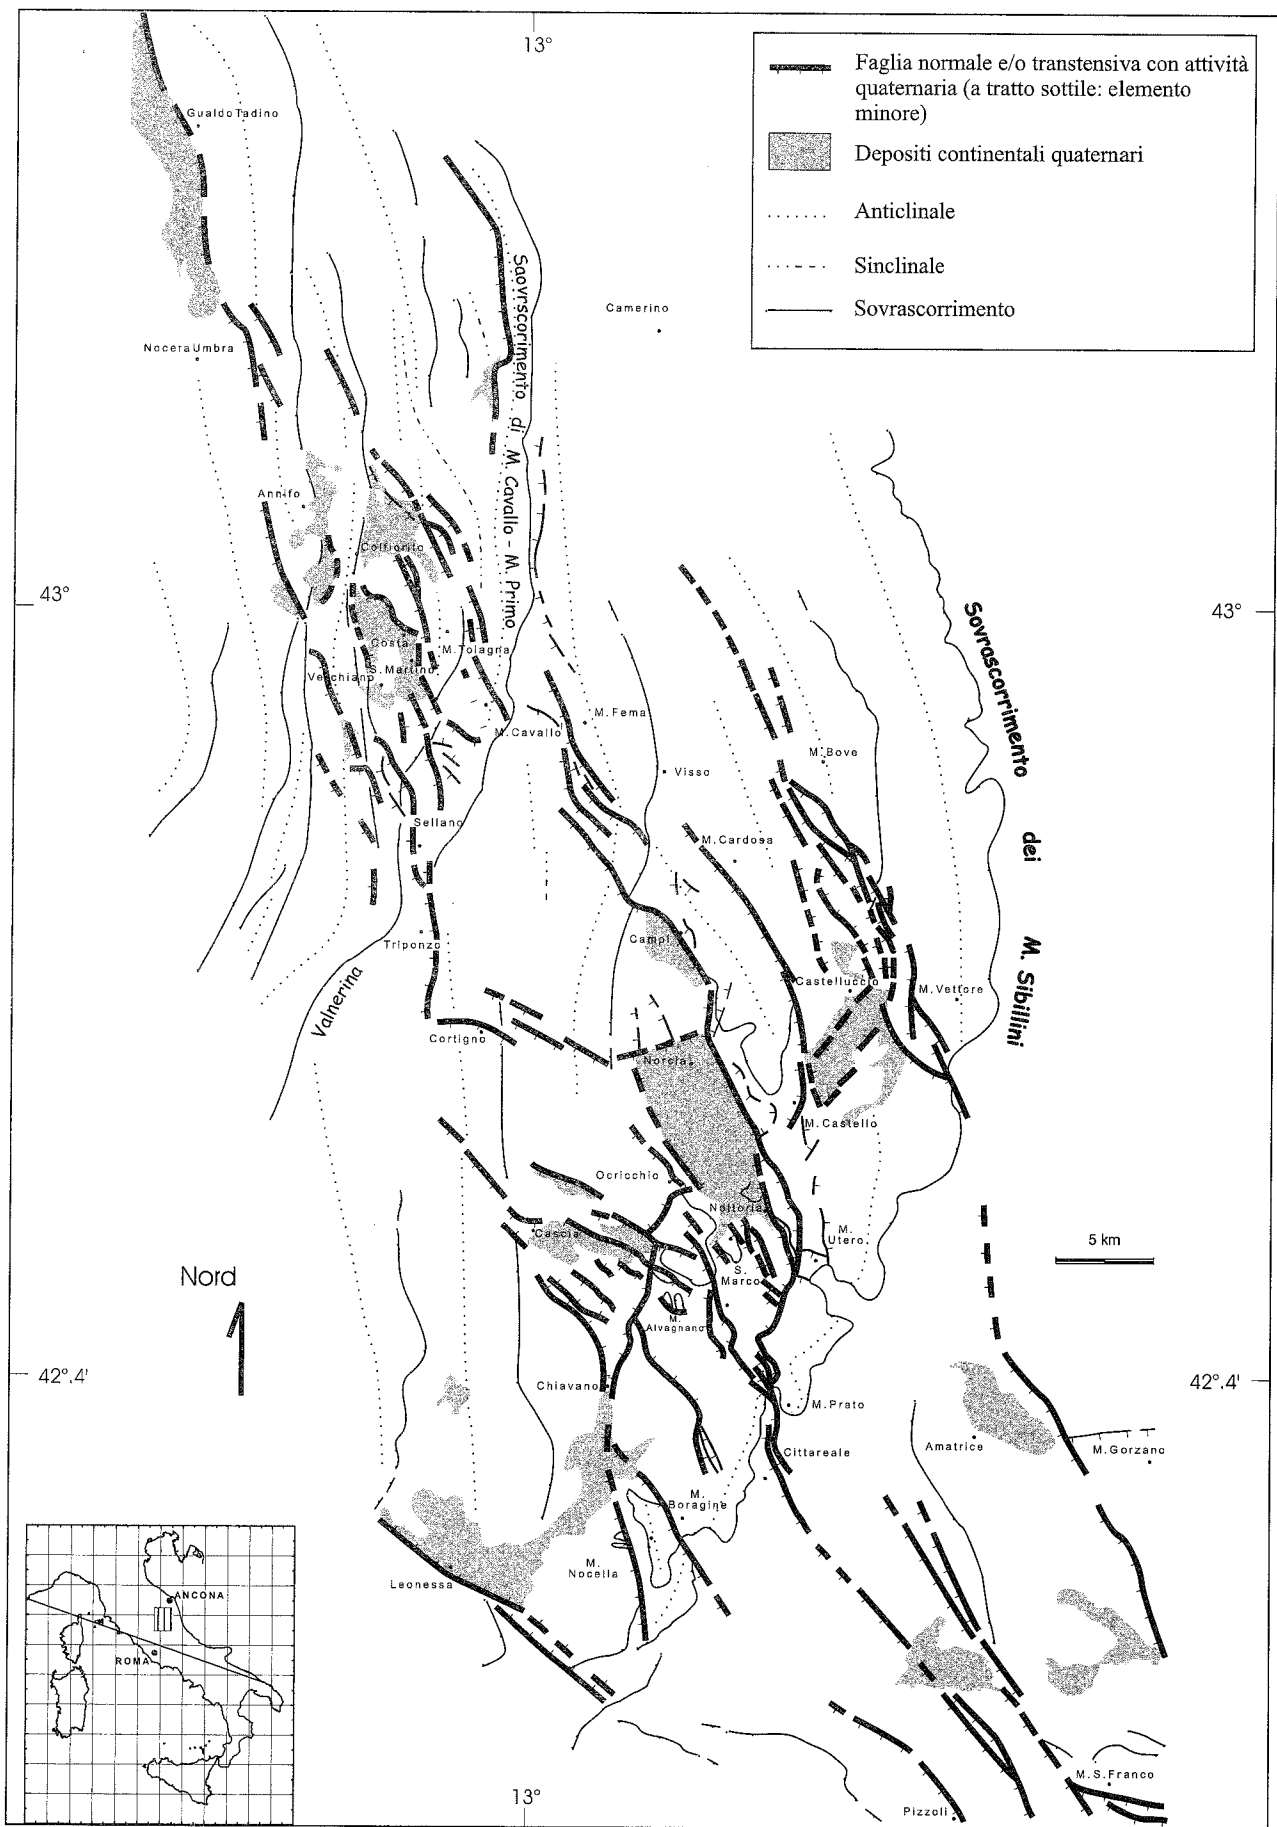 13°
Faglia normale e/o transtensiva con attività
quaternaria (a tratto sottile: elemento
minore)
Depositi continentali quaternari
Anticlinale
Sinclinale
Sovrascorrimento
Gualdo Tadino
Saovrscorrimento di M. Cavallo - M. Primo
Camerino
Nocera Umbra
Annifo
Colfiorito
43°
43°
Sovrascorrimento dei M. Sibillini
Costa
M. Tolagna
S. Martino
Verchiano
M. Fema
M. Cavallo
M. Bove
Visso
Sellano
M. Cardosa
Campi
Triponzo
Castelluccio
M. Vettore
Valnerina
Cortigno
Norcia
M. Castello
Ocricchio
Nottoria
Cascia
M.
Utero
5 km
Nord
S.
Marco
M.
Alvagnano
42°.4'
42°.4'
Chiavano
M. Prato
Cittareale
Amatrice
M. Gorzano
M.
Boragine
M.
Nocella
Leonessa
ANCONA
ROMA
M.S. Franco
Pizzoli
13°